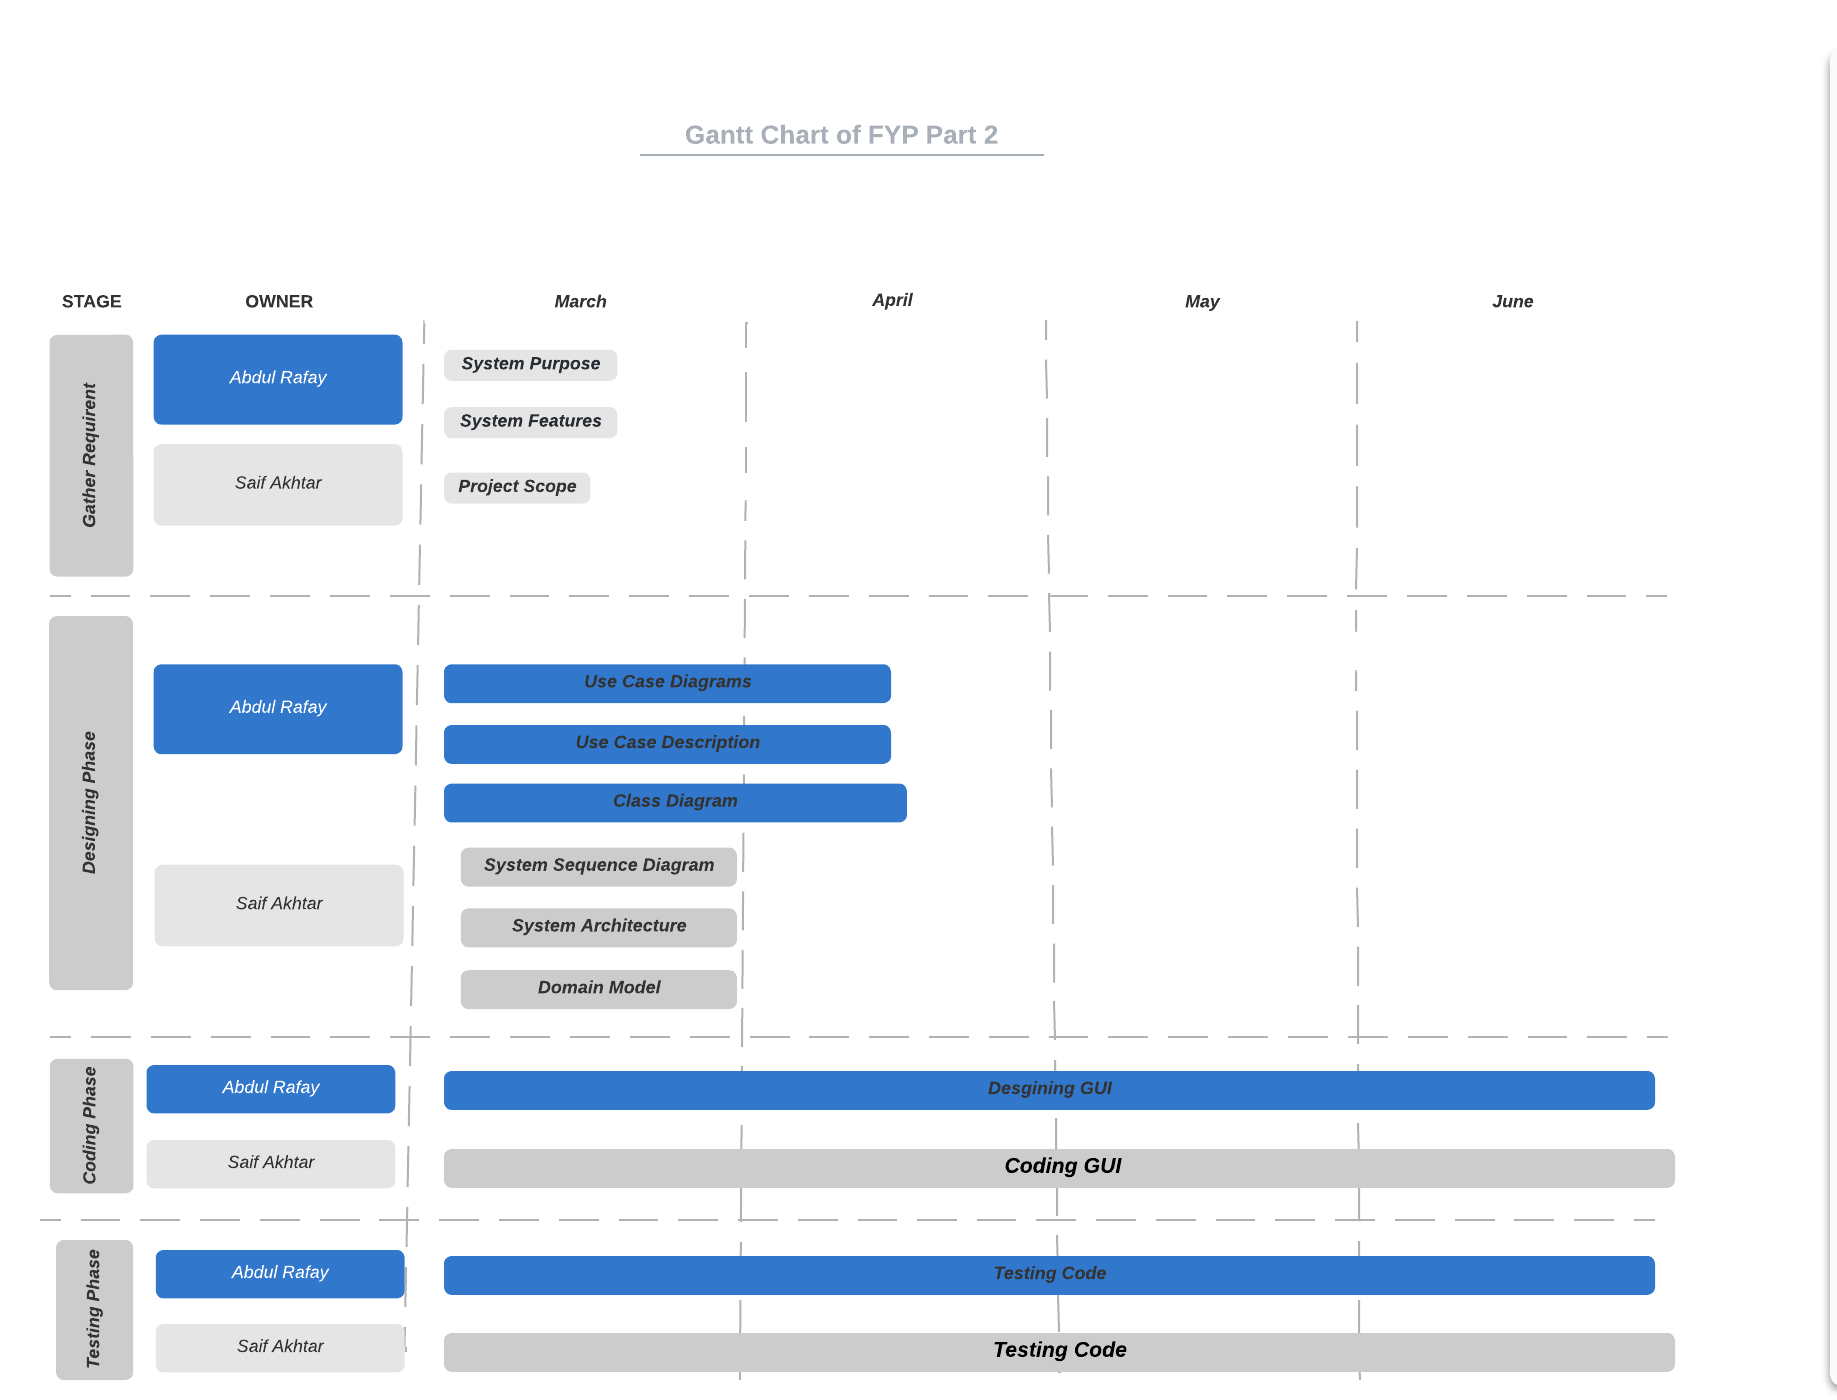 Gantt Chart of FYP Part 2
STAGE
OWNER
March
April
May
June
Gather Requirent
Abdul Rafay
Saif Akhtar
System Purpose
System Features
Project Scope
Designing Phase
Abdul Rafay
Saif Akhtar
Use Case Diagrams
Use Case Description
Class Diagram
System Sequence Diagram
System Architecture
Domain Model
Coding Phase
Abdul Rafay
Desgining GUI
Saif Akhtar
Coding GUI
Testing Phase
Abdul Rafay
Testing Code
Saif Akhtar
Testing Code